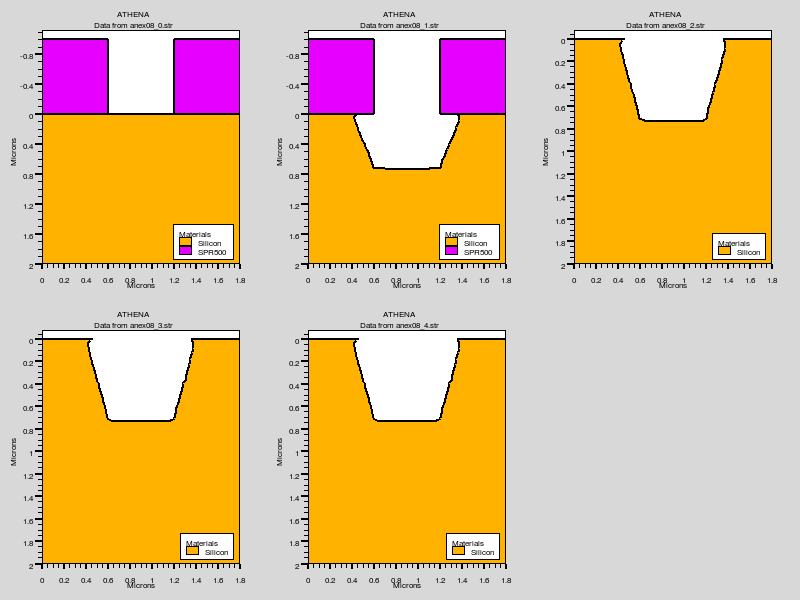 ATHENA
Data from anex08_0.str
-0.8
-0.4
0
0.4
0.8
1.2
1.6
2
Microns
0 0.2 0.4 0.6 0.8 1 1.2 1.4 1.6 1.8
Microns
Materials
Silicon
SPR500
ATHENA
Data from anex08_1.str
-0.8
-0.4
0
0.4
0.8
1.2
1.6
2
Microns
0 0.2 0.4 0.6 0.8 1 1.2 1.4 1.6 1.8
Microns
Materials
Silicon
SPR500
ATHENA
Data from anex08_2.str
0
0.2
0.4
0.6
0.8
1
1.2
1.4
1.6
1.8
2
Microns
0 0.2 0.4 0.6 0.8 1 1.2 1.4 1.6 1.8
Microns
Materials
Silicon
ATHENA
Data from anex08_3.str
0
0.2
0.4
0.6
0.8
1
1.2
1.4
1.6
1.8
2
Microns
0 0.2 0.4 0.6 0.8 1 1.2 1.4 1.6 1.8
Microns
Materials
Silicon
ATHENA
Data from anex08_4.str
0
0.2
0.4
0.6
0.8
1
1.2
1.4
1.6
1.8
2
Microns
0 0.2 0.4 0.6 0.8 1 1.2 1.4 1.6 1.8
Microns
Materials
Silicon